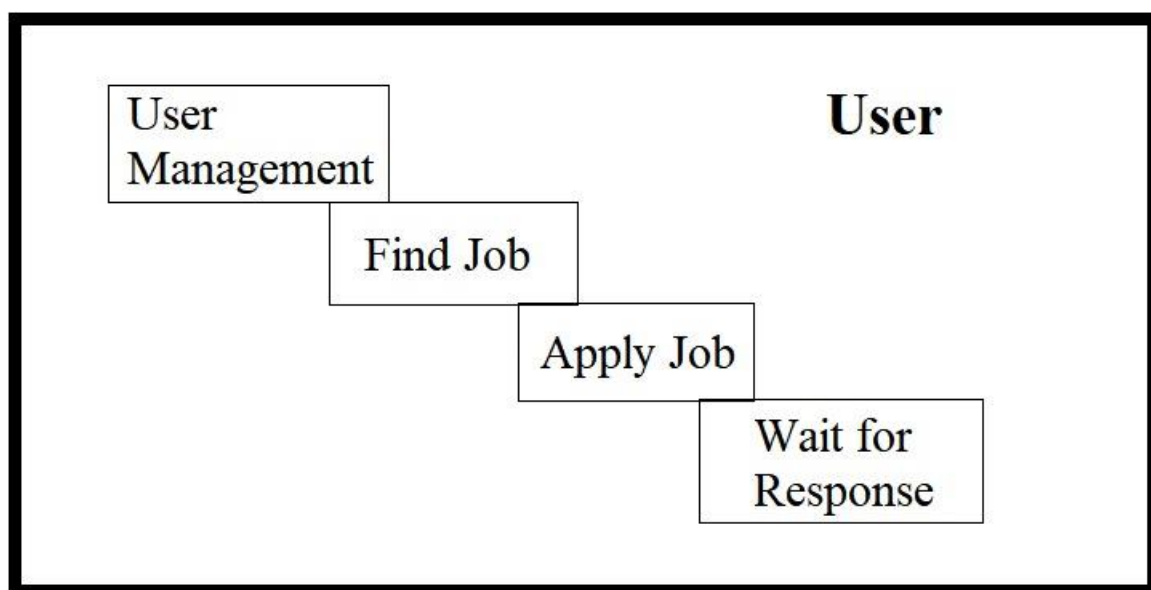 User
Management
User
Find Job
Apply Job
Wait for
Response